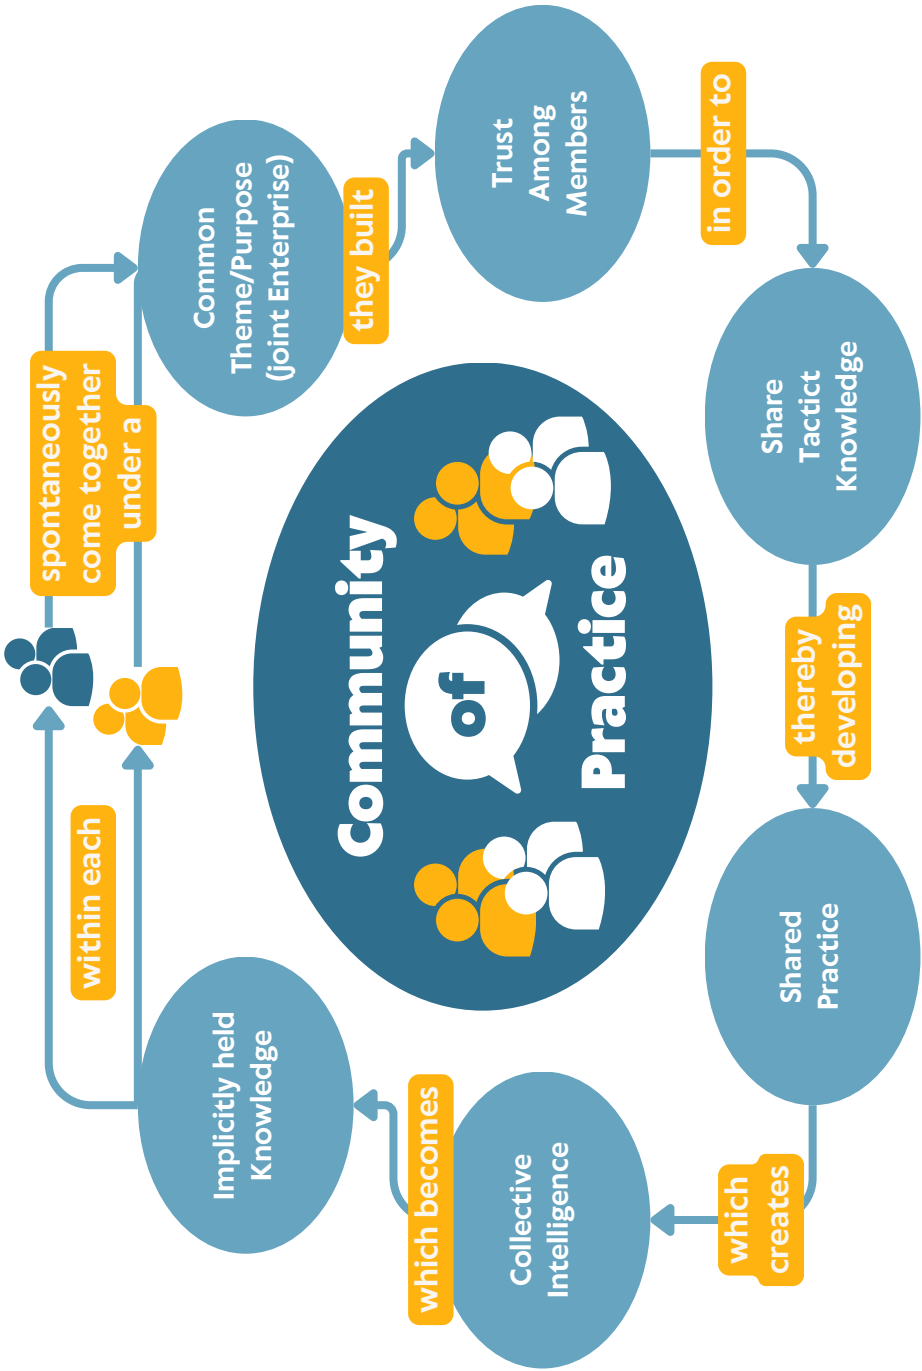 spontaneously
come together
under a
Common
Theme/Purpose
(joint Enterprise)
they built
Trust
Among
Members
in order to
Share
Tactict
Knowledge
thereby
developing
Shared
Practice
which
creates
Collective
Intelligence
which becomes
Implicitly held
Knowledge
within each
Community
of
Practice